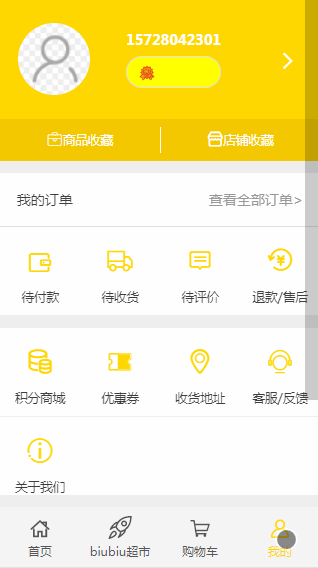 15728042301
商品收藏 店铺收藏
我的订单 查看全部订单>
待付款 待收货 待评价 退款/售后
积分商城 优惠券 收货地址 客服/反馈
关于我们
首页 biubiu超市 购物车 我的